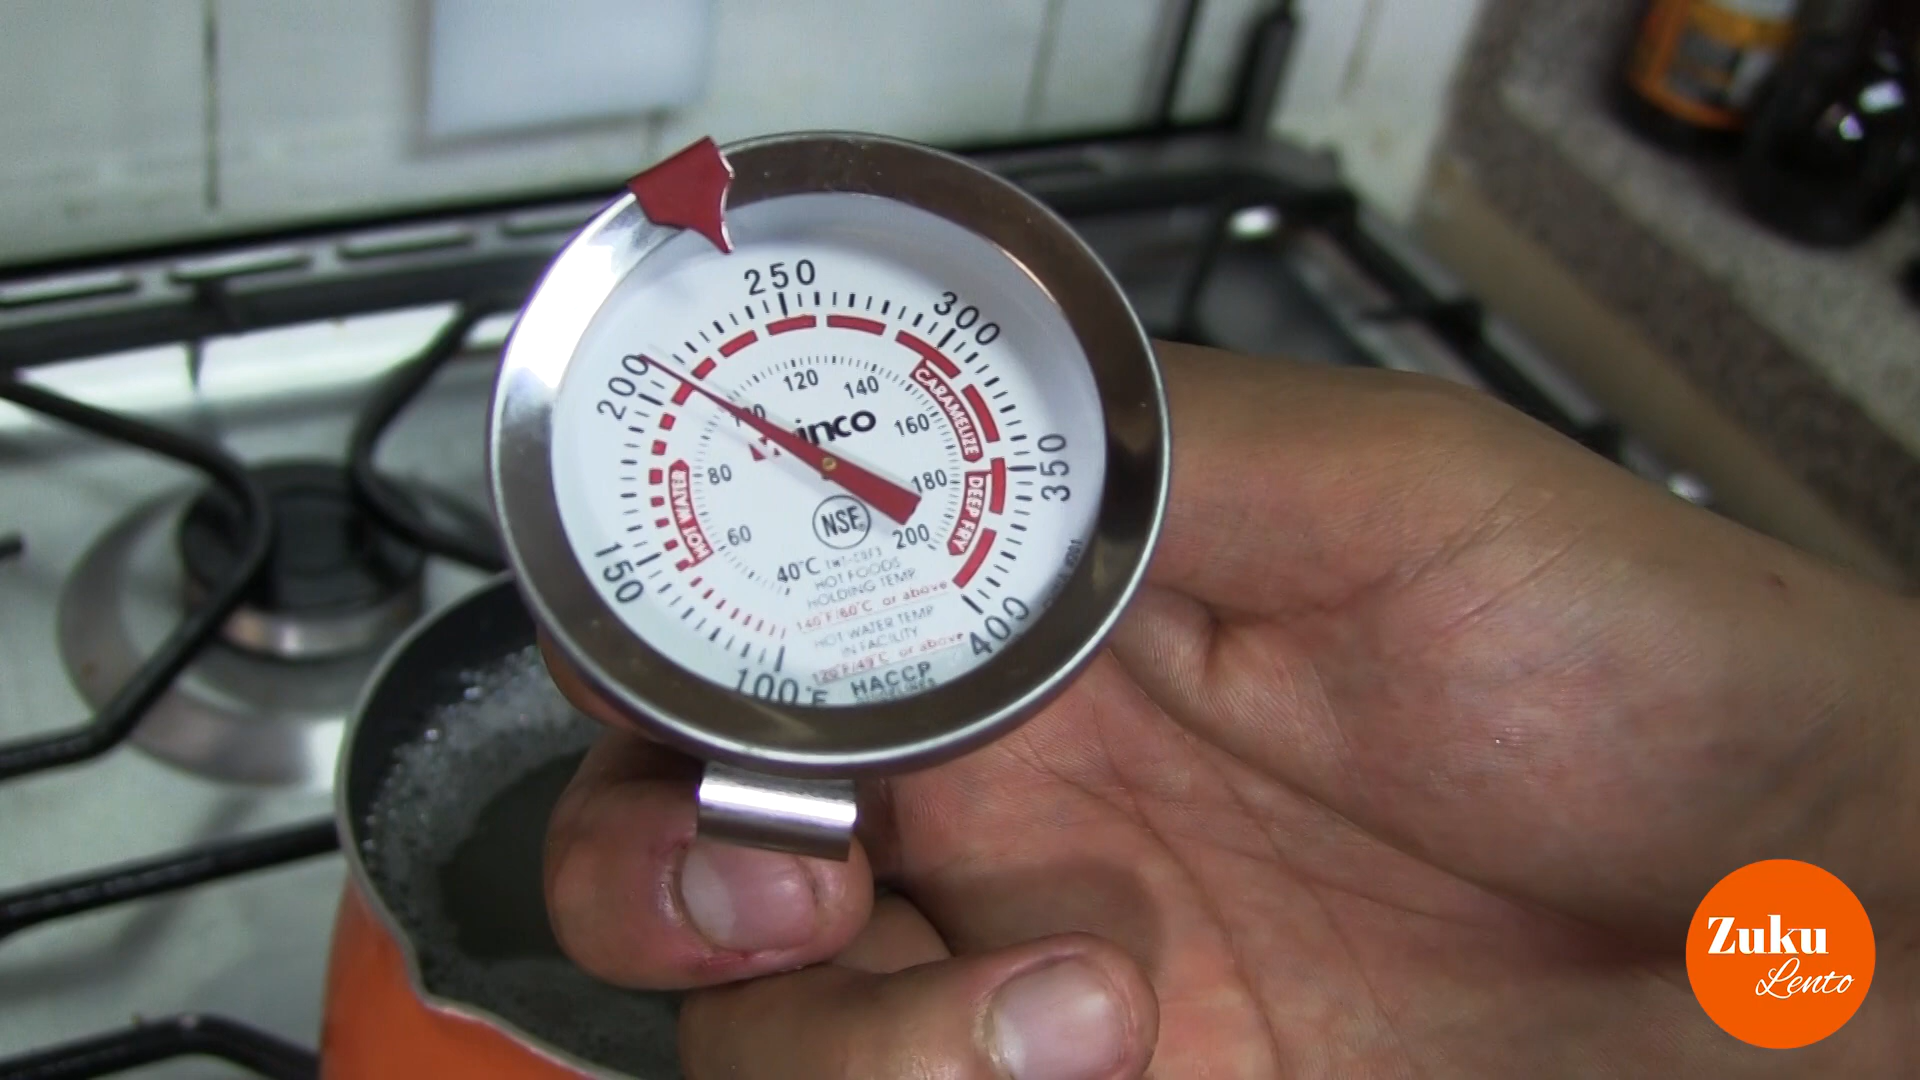 250
300
200
350
150
400
100°F
120
140
100
160
80
180
60
200
40°C
CARAMELIZE
DEEP FRY
HOT WATER
winco
NSF
HOT FOODS
HOLDING TEMP
140°F/60°C or above
HOT WATER TEMP
IN FACILITY
120°F/49°C or above
HACCP
Zuku
Lento